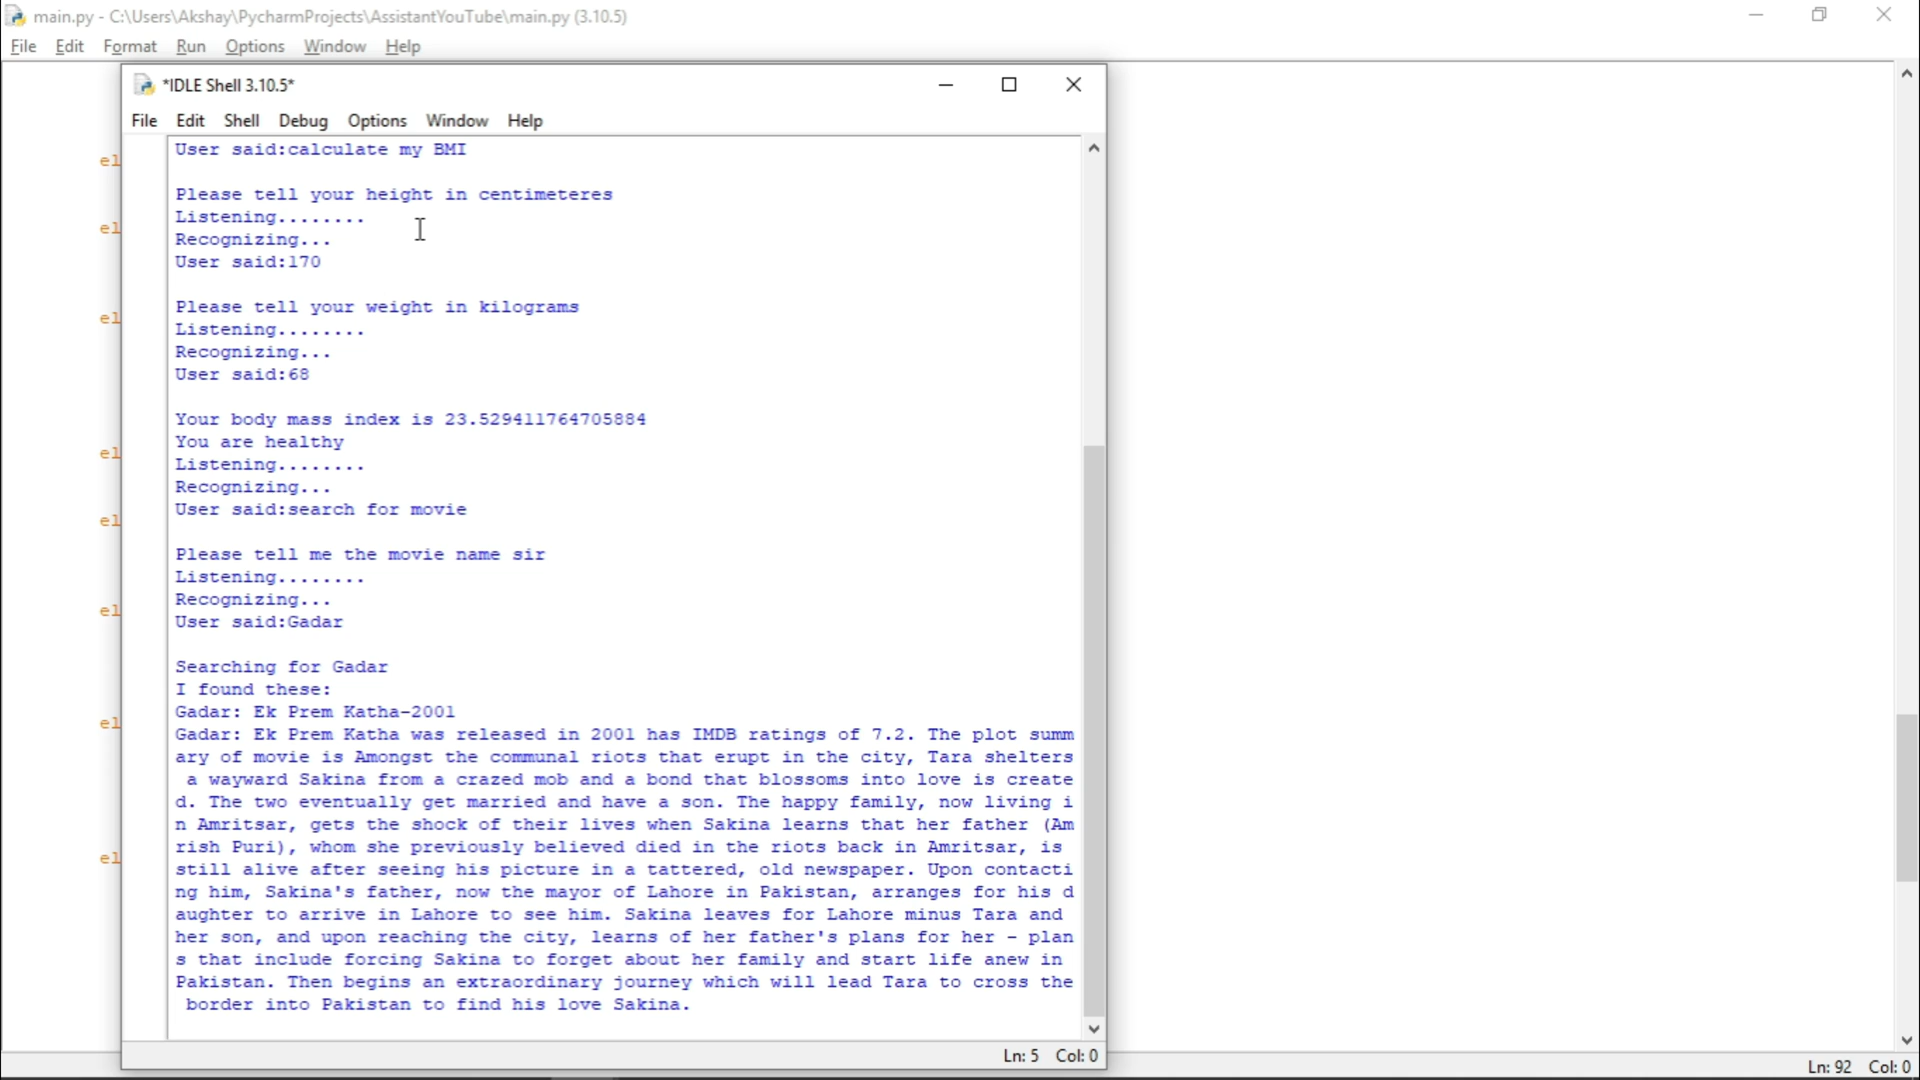 main.py - C:\Users\Akshay\PycharmProjects\AssistantYouTube\main.py (3.10.5)
File Edit Format Run Options Window Help
*IDLE Shell 3.10.5*
File Edit Shell Debug Options Window Help
User said:calculate my BMI
el
Please tell your height in centimeteres
Listening........
el
Recognizing...
User said:170
Please tell your weight in kilograms
el
Listening........
Recognizing...
User said:68
Your body mass index is 23.529411764705884
You are healthy
el
Listening........
Recognizing...
User said:search for movie
el
Please tell me the movie name sir
Listening........
Recognizing...
el
User said:Gadar
Searching for Gadar
I found these:
Gadar: Ek Prem Katha-2001
el
Gadar: Ek Prem Katha was released in 2001 has IMDB ratings of 7.2. The plot summ
ary of movie is Amongst the communal riots that erupt in the city, Tara shelters
a wayward Sakina from a crazed mob and a bond that blossoms into love is create
d. The two eventually get married and have a son. The happy family, now living i
n Amritsar, gets the shock of their lives when Sakina learns that her father (Am
rish Puri), whom she previously believed died in the riots back in Amritsar, is
el
still alive after seeing his picture in a tattered, old newspaper. Upon contacti
ng him, Sakina's father, now the mayor of Lahore in Pakistan, arranges for his d
aughter to arrive in Lahore to see him. Sakina leaves for Lahore minus Tara and
her son, and upon reaching the city, learns of her father's plans for her - plan
s that include forcing Sakina to forget about her family and start life anew in
Pakistan. Then begins an extraordinary journey which will lead Tara to cross the
border into Pakistan to find his love Sakina.
Ln: 5 Col: 0
Ln: 92 Col: 0